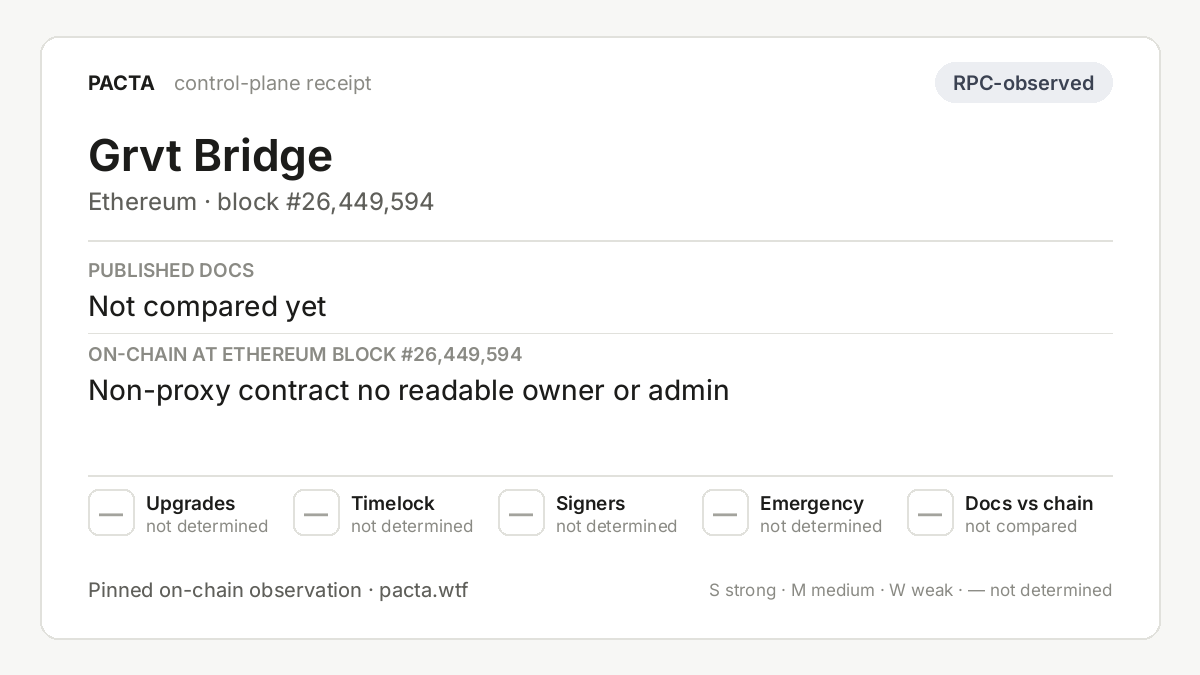 PACTA control-plane receipt
RPC-observed
Grvt Bridge
Ethereum · block #26,449,594
PUBLISHED DOCS
Not compared yet
ON-CHAIN AT ETHEREUM BLOCK #26,449,594
Non-proxy contract no readable owner or admin
— Upgrades
not determined
— Timelock
not determined
— Signers
not determined
— Emergency
not determined
— Docs vs chain
not compared
Pinned on-chain observation · pacta.wtf
S strong · M medium · W weak · — not determined